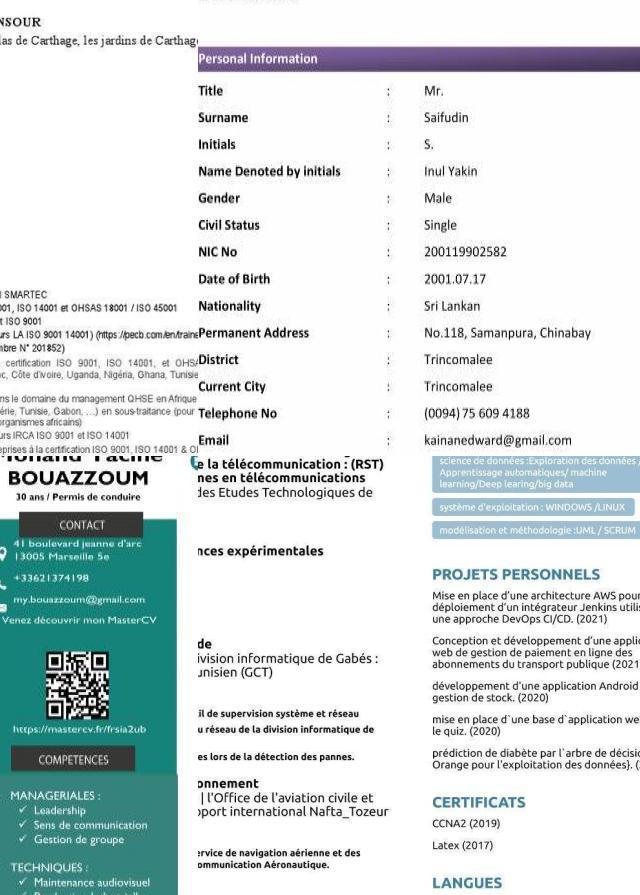 NSOUR
las de Carthage, les jardins de Carthage
SMARTEC
001, ISO 14001 et OHSAS 18001 / ISO 45001
t ISO 9001
urs LA ISO 9001 14001) (https://pecb.com/en/traine
mbre N° 201852)
certification ISO 9001, ISO 14001, et OHSA
c, Côte d'ivoire, Uganda, Nigéria, Ghana, Tunisie
ns le domaine du management QHSE en Afrique
érie, Tunisie, Gabon, ...) en sous-traitance (pour
organismes africains)
urs IRCA ISO 9001 et ISO 14001
reprises à la certification ISO 9001, ISO 14001 & O
Personal Information
Title : Mr.
Surname : Saifudin
Initials : S.
Name Denoted by initials : Inul Yakin
Gender : Male
Civil Status : Single
NIC No : 200119902582
Date of Birth : 2001.07.17
Nationality : Sri Lankan
Permanent Address : No.118, Samanpura, Chinabay
District : Trincomalee
Current City : Trincomalee
Telephone No : (0094) 75 609 4188
Email : kainanedward@gmail.com
BOUAZZOUM
30 ans / Permis de conduire
CONTACT
41 boulevard jeanne d'arc
13005 Marseille 5e
+33621374198
my.bouazzoum@gmail.com
Venez découvrir mon MasterCV
https://mastercv.fr/frsia2ub
COMPETENCES
MANAGERIALES :
✓ Leadership
✓ Sens de communication
✓ Gestion de groupe
TECHNIQUES :
✓ Maintenance audiovisuel
e la télécommunication : (RST)
nes en télécommunications
des Etudes Technologiques de
nces expérimentales
de
ivision informatique de Gabés :
unisien (GCT)
il de supervision système et réseau
u réseau de la division informatique de
es lors de la détection des pannes.
onnement
| l'Office de l'aviation civile et
port international Nafta_Tozeur
ervice de navigation aérienne et des
ommunication Aéronautique.
science de données :Exploration des données /
Apprentissage automatiques/ machine
learning/Deep learing/big data
système d'exploitation : WINDOWS /LINUX
modélisation et méthodologie :UML / SCRUM
PROJETS PERSONNELS
Mise en place d'une architecture AWS pour
déploiement d'un intégrateur Jenkins utilis
une approche DevOps CI/CD. (2021)
Conception et développement d'une applic
web de gestion de paiement en ligne des
abonnements du transport publique (2021
développement d'une application Android
gestion de stock. (2020)
mise en place d`une base d`application we
le quiz. (2020)
prédiction de diabète par l`arbre de décisio
Orange pour l'exploitation des données}. (
CERTIFICATS
CCNA2 (2019)
Latex (2017)
LANGUES